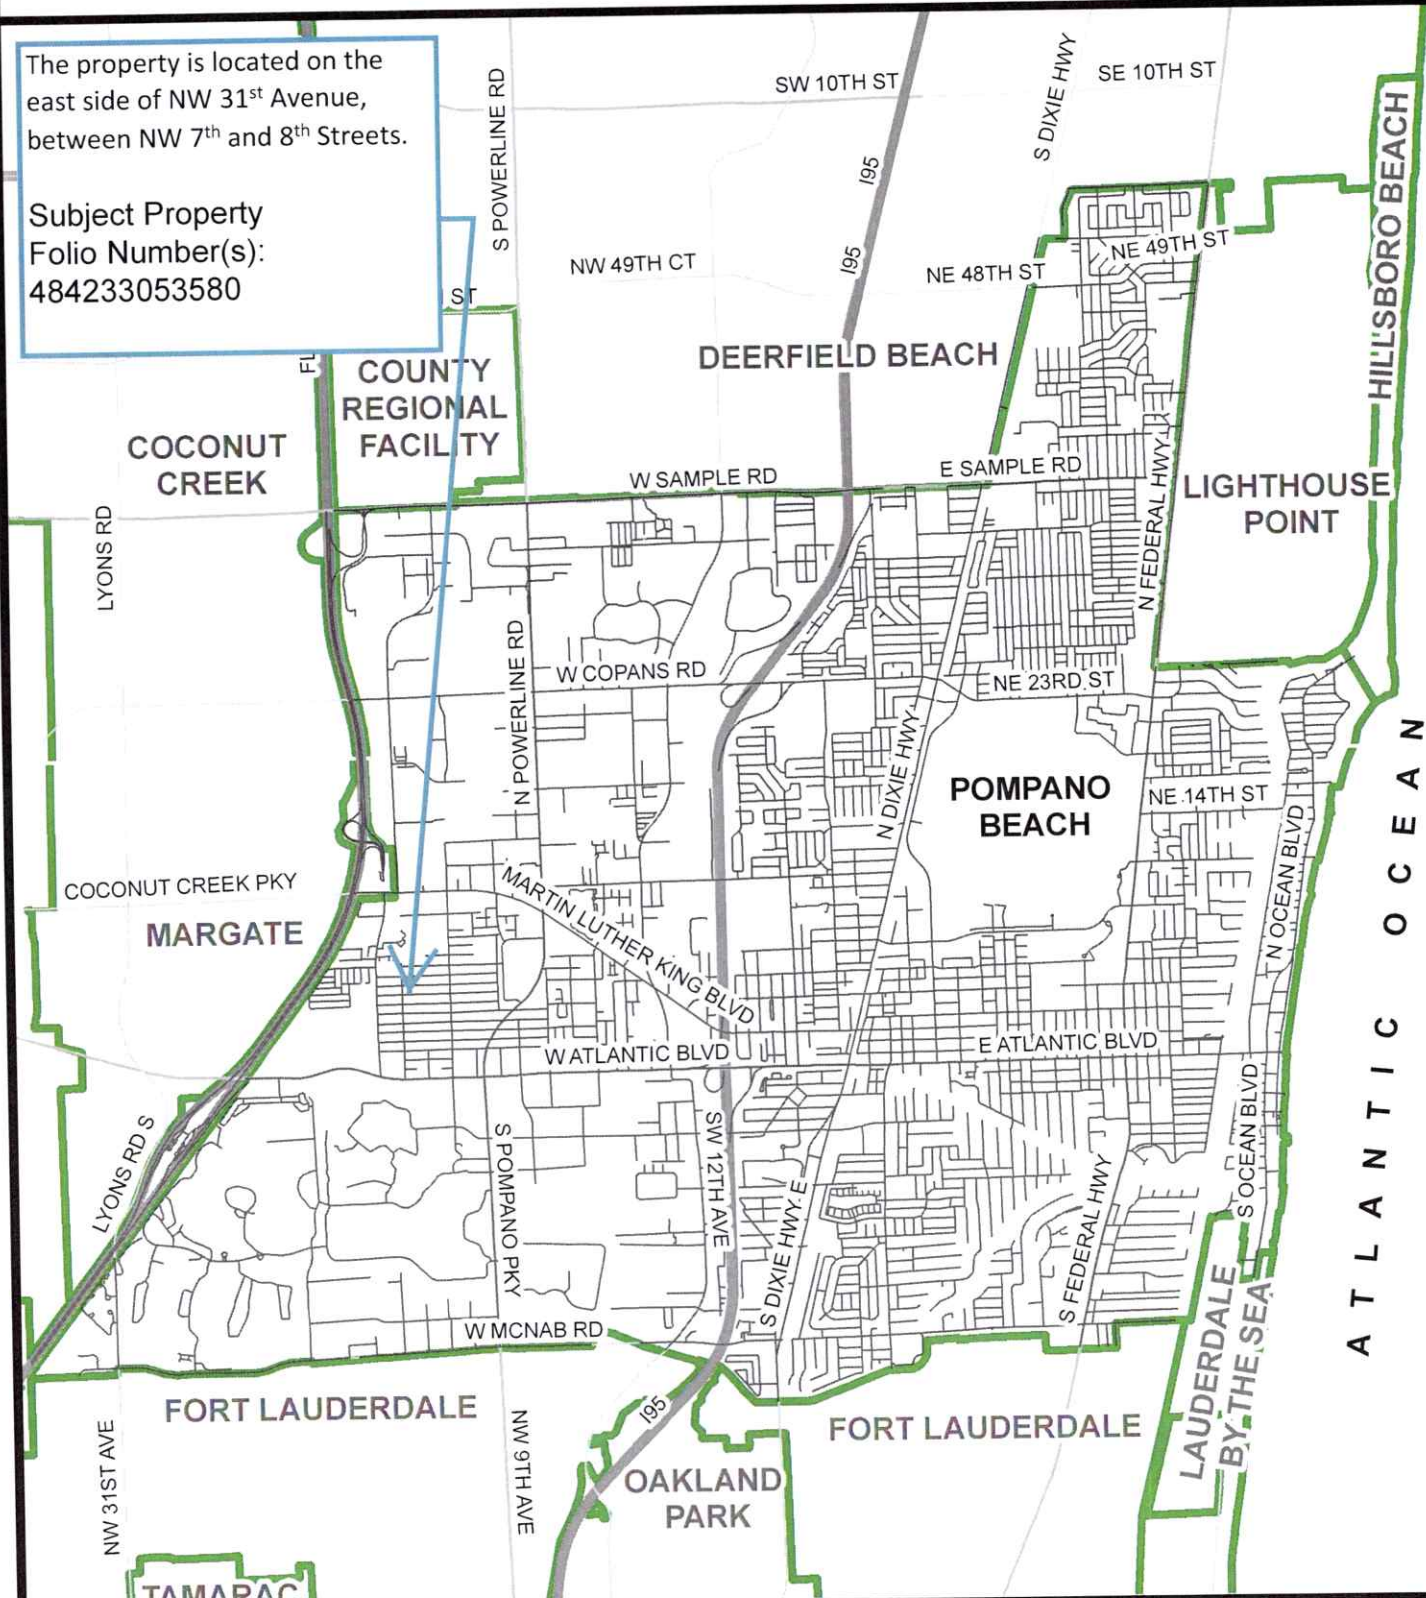 The property is located on the
east side of NW 31st Avenue,
between NW 7th and 8th Streets.
Subject Property
Folio Number(s):
484233053580
S POWERLINE RD
SW 10TH ST
S DIXIE HWY
SE 10TH ST
I95
HILLSBORO BEACH
NW 49TH CT
I95
NE 48TH ST
NE 49TH ST
ST
FL
COUNTY
REGIONAL
FACILITY
DEERFIELD BEACH
COCONUT
CREEK
W SAMPLE RD
E SAMPLE RD
N FEDERAL HWY
LIGHTHOUSE
POINT
LYONS RD
N POWERLINE RD
W COPANS RD
NE 23RD ST
N DIXIE HWY
POMPANO
BEACH
NE 14TH ST
N OCEAN BLVD
ATLANTIC OCEAN
COCONUT CREEK PKY
MARGATE
MARTIN LUTHER KING BLVD
W ATLANTIC BLVD
E ATLANTIC BLVD
LYONS RD S
S POMPANO PKY
SW 12TH AVE
S DIXIE HWY E
S FEDERAL HWY
S OCEAN BLVD
W MCNAB RD
LAUDERDALE
BY THE SEA
FORT LAUDERDALE
FORT LAUDERDALE
I95
NW 31ST AVE
NW 9TH AVE
OAKLAND
PARK
TAMARAC